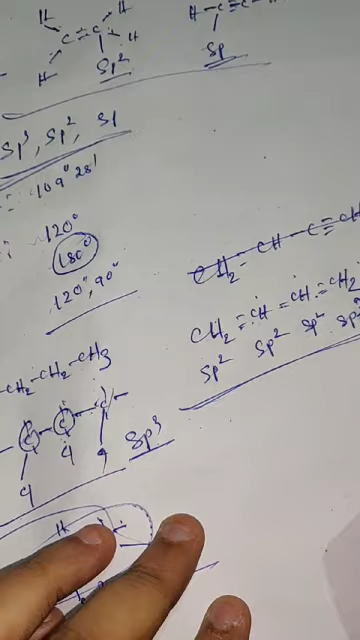 H H
C = C
H H
Sp²
H - C ≡ C - H
Sp
Sp³, Sp², Sp
109° 28'
120°
180°
120°, 90°
CH₂ = CH - C ≡ CH
CH₂ = CH - CH = CH₂
Sp² Sp² Sp² Sp²
- CH₂ - CH₂ - CH₃
- C - C - C -
4 4 4
Sp³
H